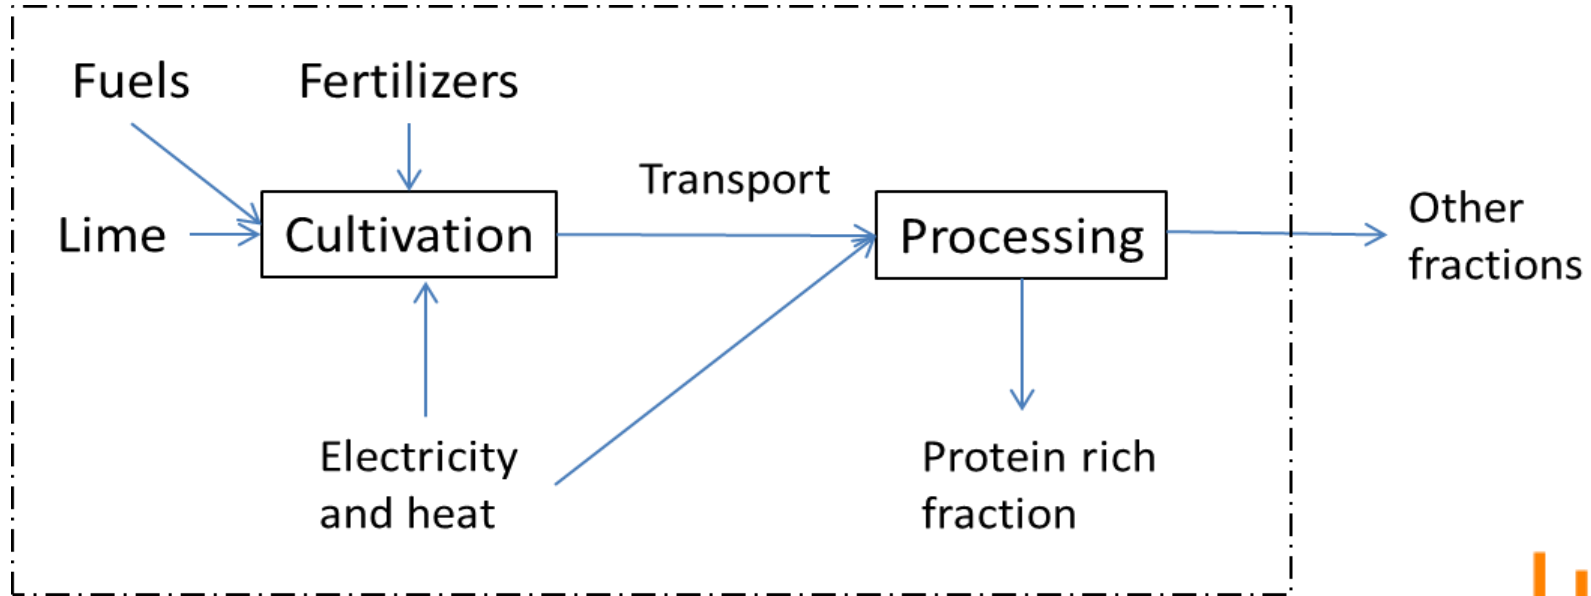 Fuels
Fertilizers
Transport
Lime
Cultivation
Processing
Other
fractions
Electricity
and heat
Protein rich
fraction